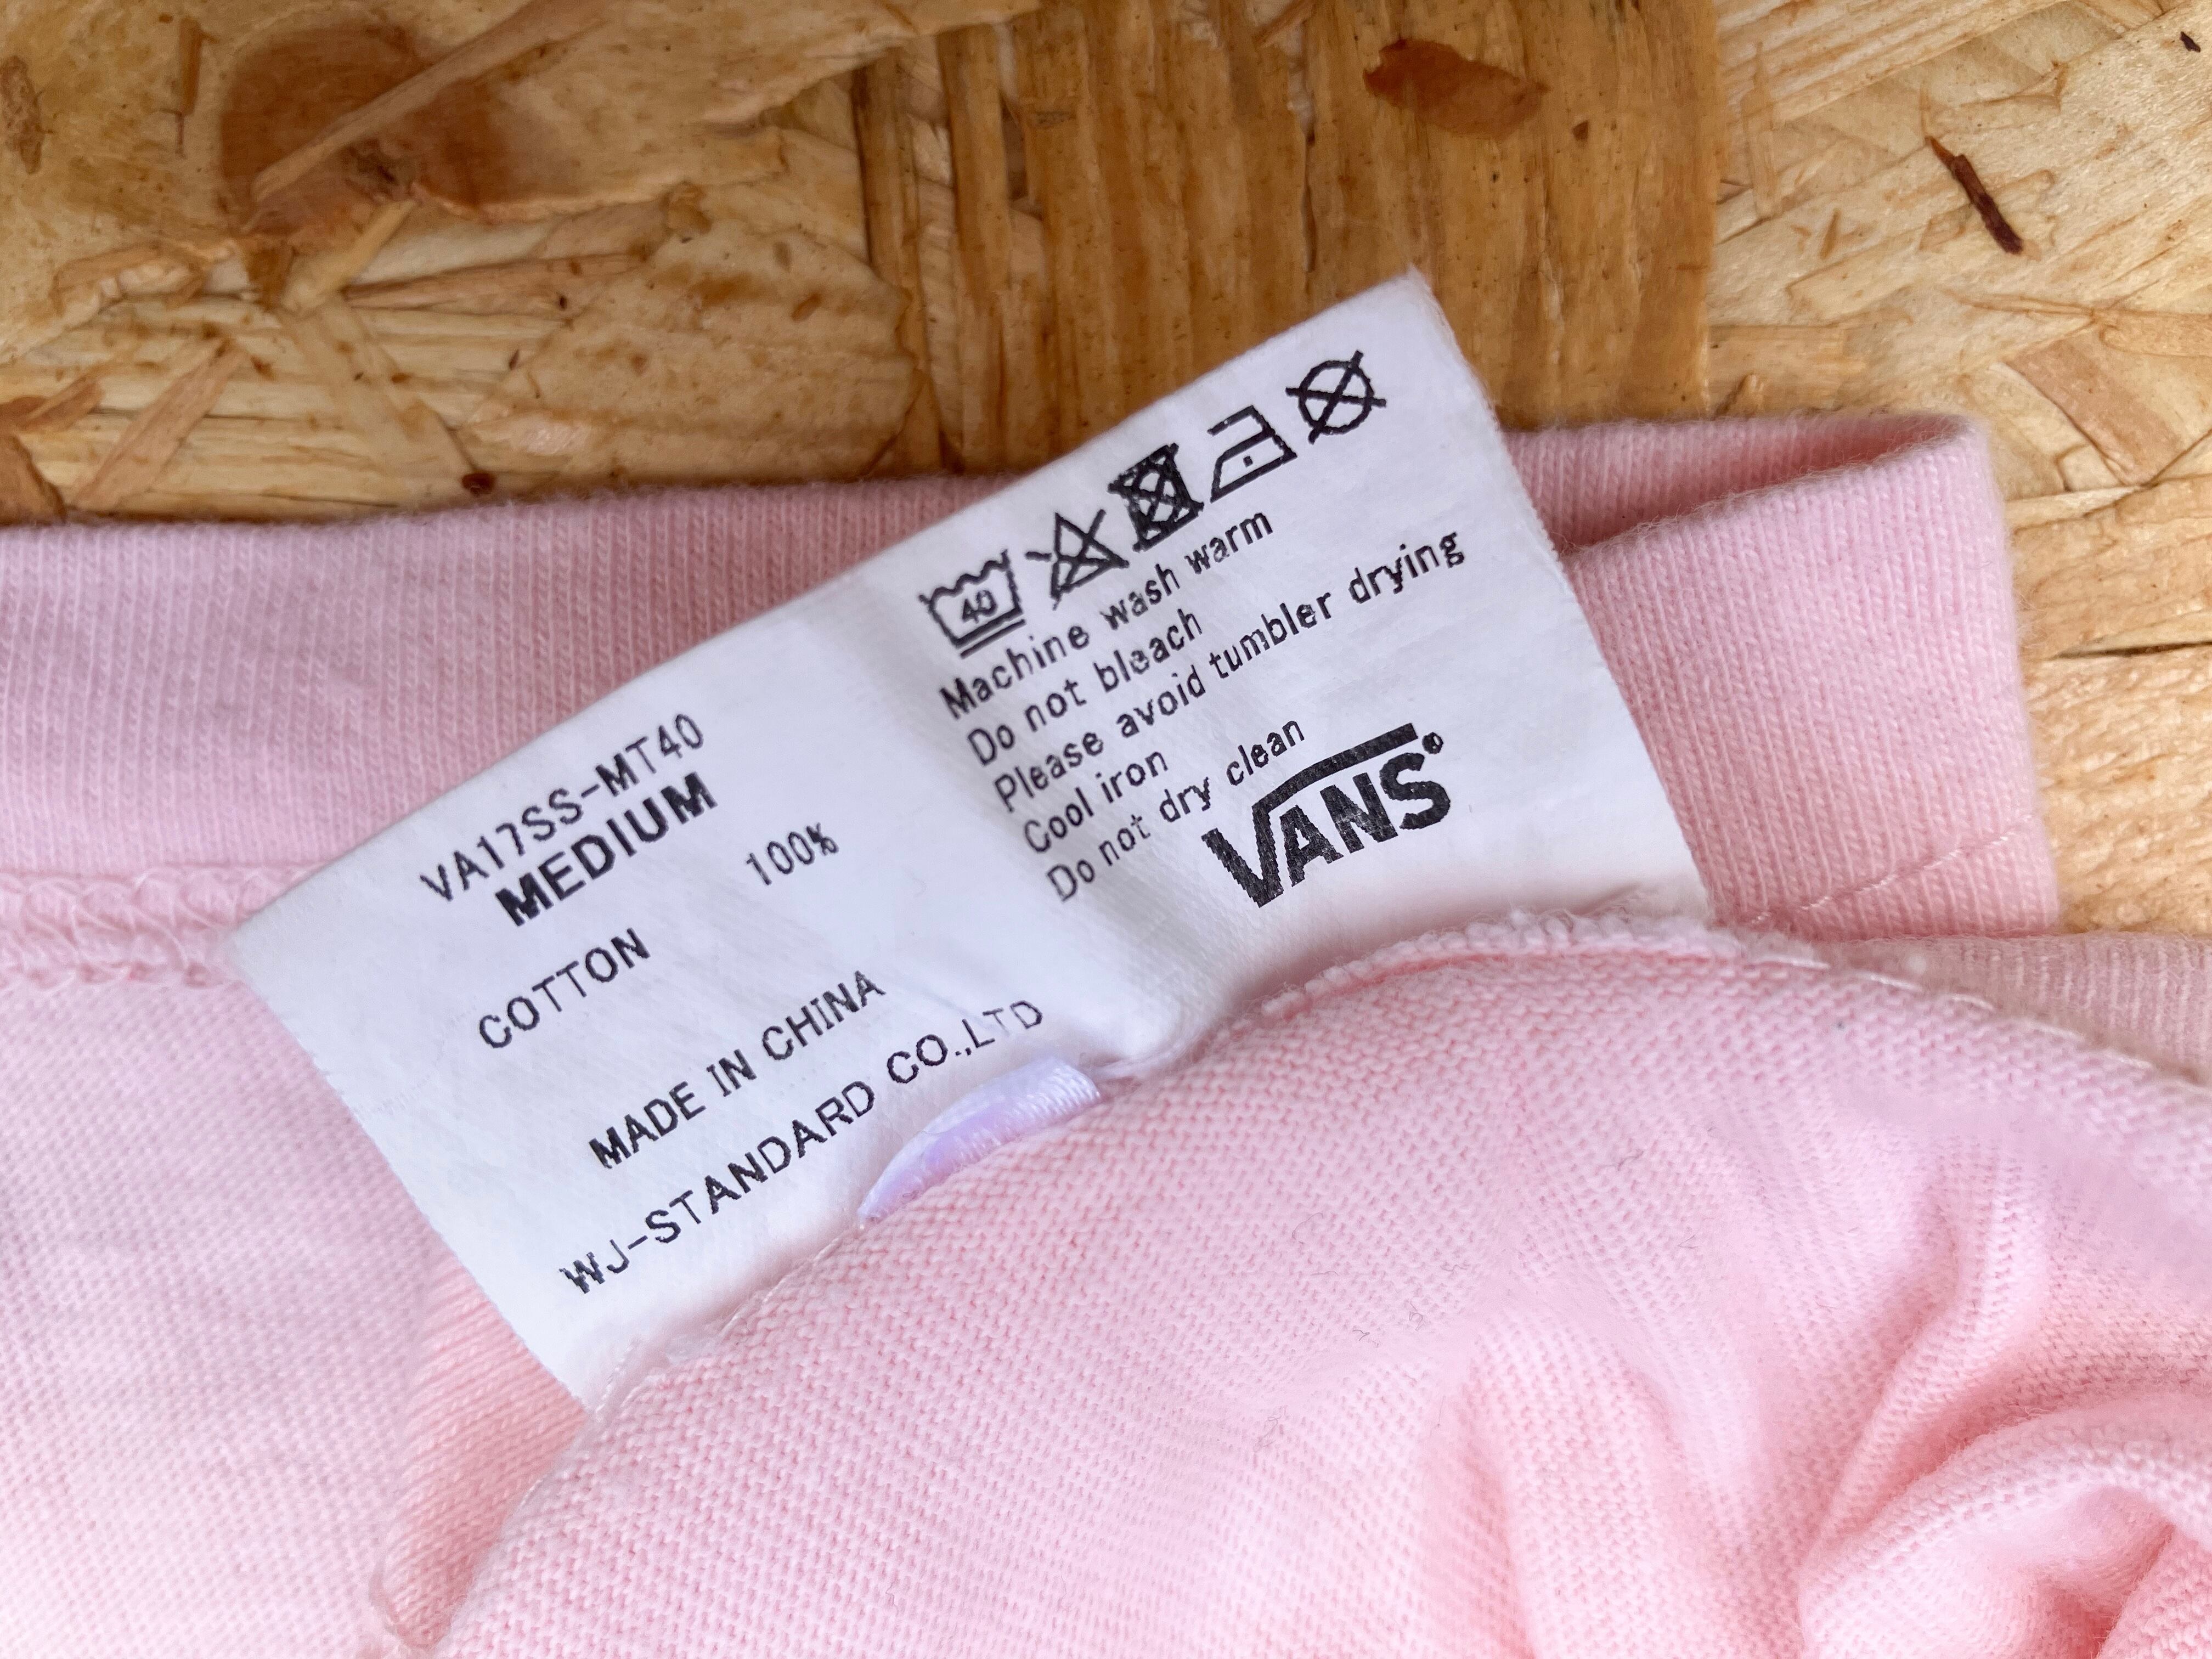 40
Machine wash warm
Do not bleach
Please avoid tumbler drying
Cool iron
Do not dry clean
VANS®
VA17SS-MT40
MEDIUM
100%
COTTON
MADE IN CHINA
WJ-STANDARD CO.,LTD